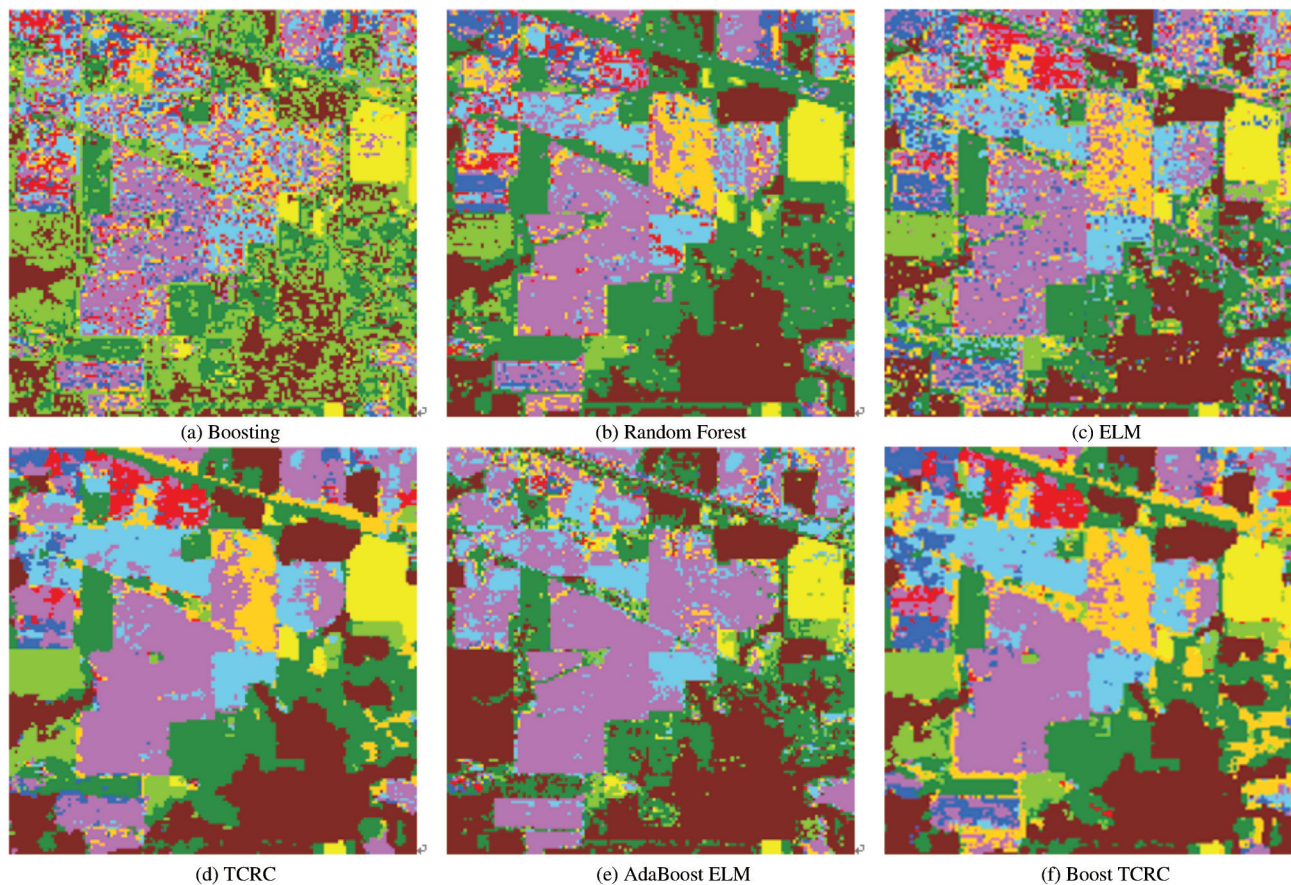 (a) Boosting
(b) Random Forest
(c) ELM
(d) TCRC
(e) AdaBoost ELM
(f) Boost TCRC